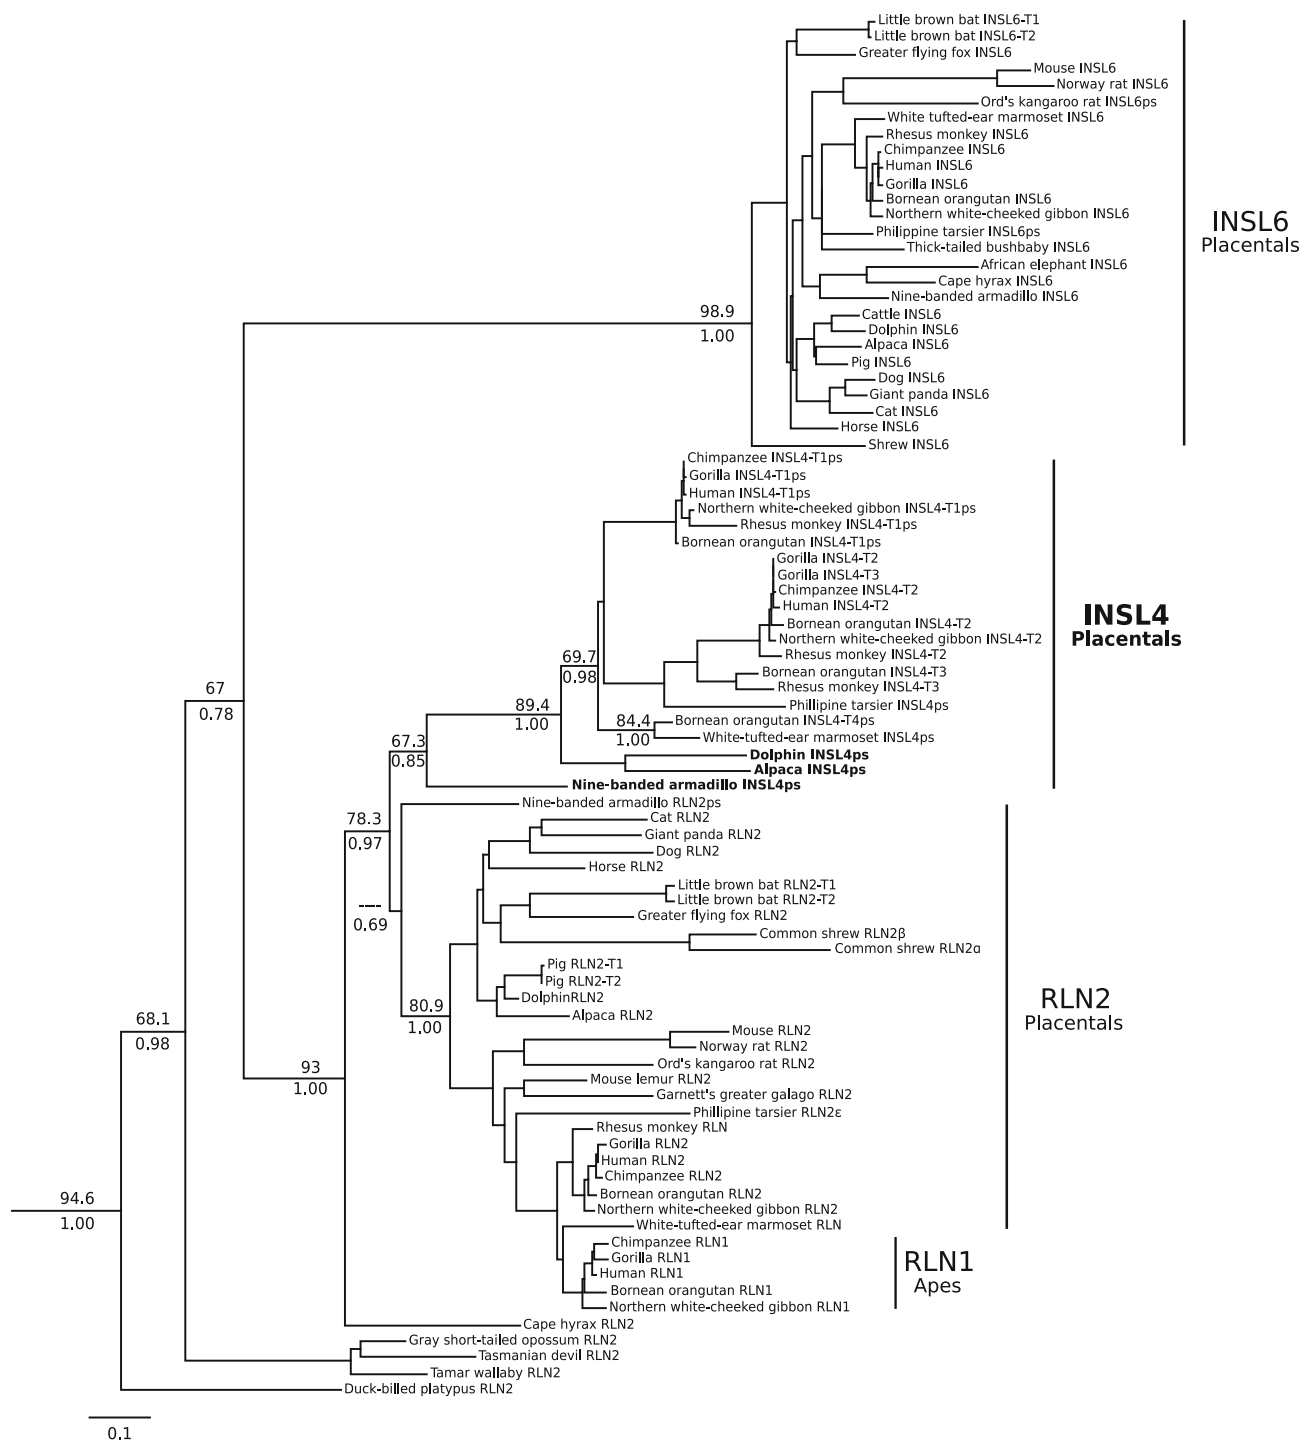 Little brown bat INSL6-T1
Little brown bat INSL6-T2
Greater flying fox INSL6
Mouse INSL6
Norway rat INSL6
Ord's kangaroo rat INSL6ps
White tufted-ear marmoset INSL6
Rhesus monkey INSL6
Chimpanzee INSL6
Human INSL6
Gorilla INSL6
Bornean orangutan INSL6
Northern white-cheeked gibbon INSL6
INSL6
Placentals
Philippine tarsier INSL6ps
Thick-tailed bushbaby INSL6
African elephant INSL6
Cape hyrax INSL6
Nine-banded armadillo INSL6
98.9
1.00
Cattle INSL6
Dolphin INSL6
Alpaca INSL6
Pig INSL6
Dog INSL6
Giant panda INSL6
Cat INSL6
Horse INSL6
Shrew INSL6
Chimpanzee INSL4-T1ps
Gorilla INSL4-T1ps
Human INSL4-T1ps
Northern white-cheeked gibbon INSL4-T1ps
Rhesus monkey INSL4-T1ps
Bornean orangutan INSL4-T1ps
Gorilla INSL4-T2
Gorilla INSL4-T3
Chimpanzee INSL4-T2
Human INSL4-T2
Bornean orangutan INSL4-T2
Northern white-cheeked gibbon INSL4-T2
Rhesus monkey INSL4-T2
INSL4
Placentals
69.7
0.98
Bornean orangutan INSL4-T3
Rhesus monkey INSL4-T3
67
0.78
Phillipine tarsier INSL4ps
89.4
1.00
84.4
1.00
Bornean orangutan INSL4-T4ps
White-tufted-ear marmoset INSL4ps
67.3
0.85
Dolphin INSL4ps
Alpaca INSL4ps
Nine-banded armadillo INSL4ps
Nine-banded armadillo RLN2ps
78.3
0.97
Cat RLN2
Giant panda RLN2
Dog RLN2
Horse RLN2
Little brown bat RLN2-T1
Little brown bat RLN2-T2
----
0.69
Greater flying fox RLN2
Common shrew RLN2β
Common shrew RLN2α
Pig RLN2-T1
Pig RLN2-T2
DolphinRLN2
Alpaca RLN2
80.9
1.00
RLN2
Placentals
68.1
0.98
Mouse RLN2
Norway rat RLN2
Ord's kangaroo rat RLN2
93
1.00
Mouse lemur RLN2
Garnett's greater galago RLN2
Phillipine tarsier RLN2ε
Rhesus monkey RLN
Gorilla RLN2
Human RLN2
Chimpanzee RLN2
Bornean orangutan RLN2
Northern white-cheeked gibbon RLN2
94.6
1.00
White-tufted-ear marmoset RLN
Chimpanzee RLN1
Gorilla RLN1
Human RLN1
Bornean orangutan RLN1
Northern white-cheeked gibbon RLN1
RLN1
Apes
Cape hyrax RLN2
Gray short-tailed opossum RLN2
Tasmanian devil RLN2
Tamar wallaby RLN2
Duck-billed platypus RLN2
0.1